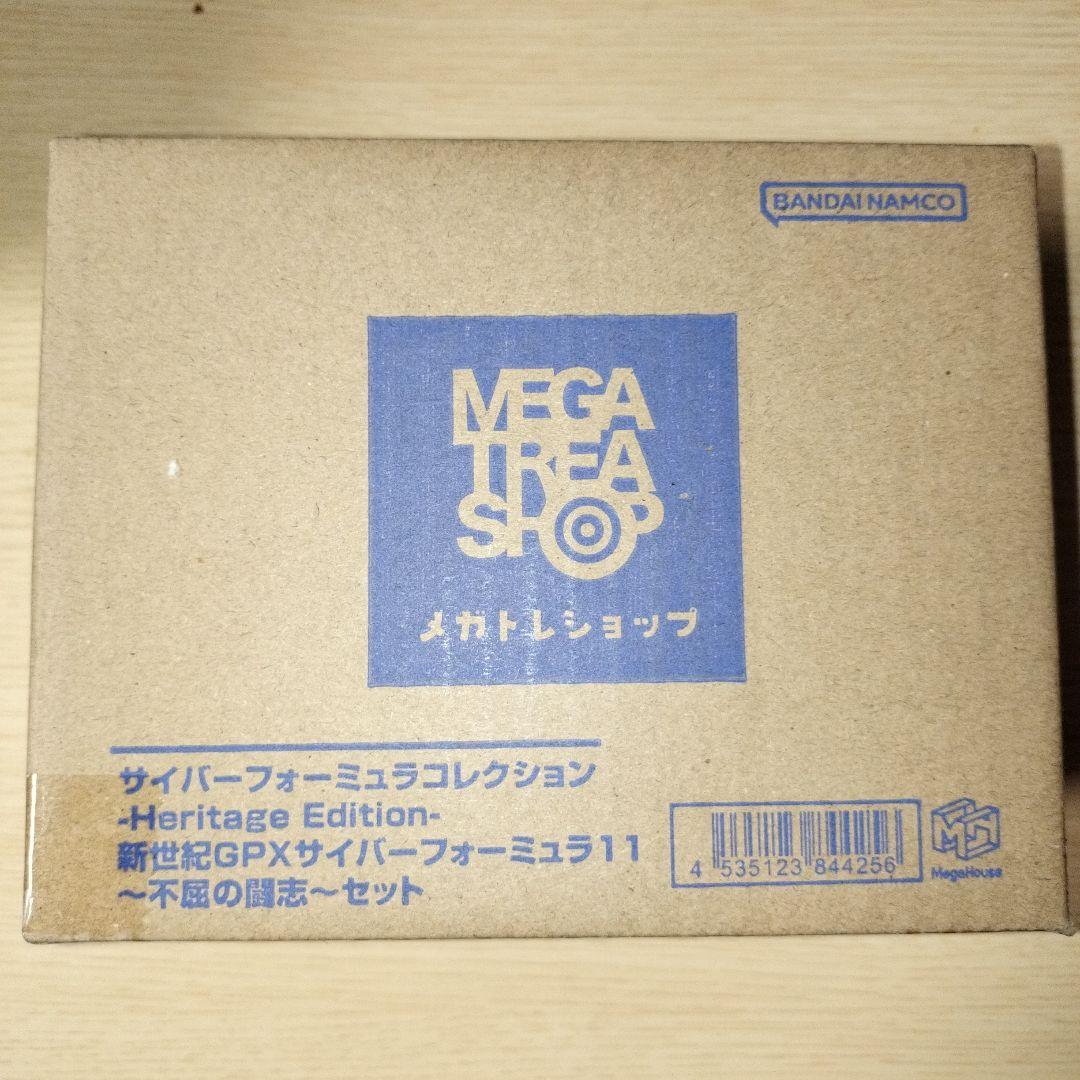 BANDAI NAMCO
MEGA
TREA
SHOP
メガトレショップ
サイバーフォーミュラコレクション
-Heritage Edition-
新世紀GPXサイバーフォーミュラ11
～不屈の闘志～セット
4 535123 844256
MegaHouse